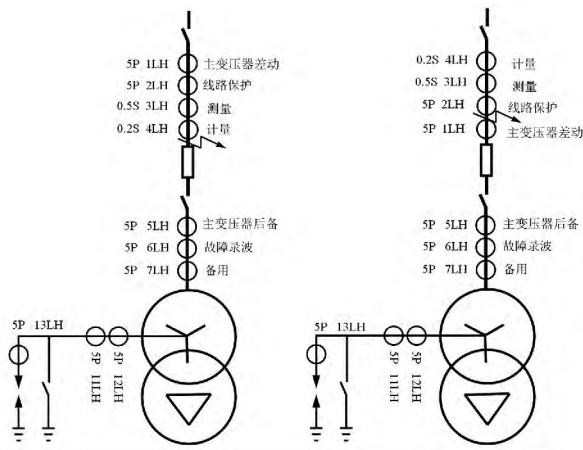 5P 1LH 主变压器差动
5P 2LH 线路保护
0.5S 3LH 测量
0.2S 4LH 计量
5P 5LH 主变压器后备
5P 6LH 故障录波
5P 7LH 备用
5P 13LH
5P 11LH
5P 12LH
0.2S 4LH 计量
0.5S 3LH 测量
5P 2LH 线路保护
5P 1LH 主变压器差动
5P 5LH 主变压器后备
5P 6LH 故障录波
5P 7LH 备用
5P 13LH
5P 111LH
5P 12LH